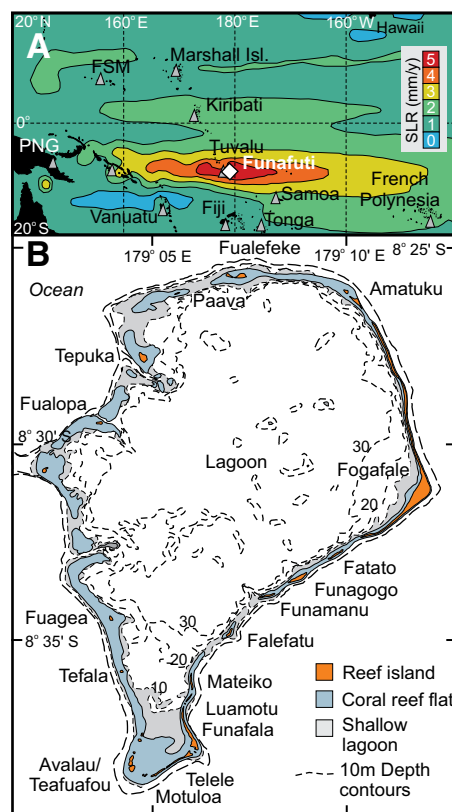 20°N 160°E 180°E 160°W
Hawaii
A
Marshall Isl.
FSM
SLR (mm/y)
5
4
3
2
1
0
Kiribati
0°
Tuvalu
PNG
Funafuti
French
Polynesia
Samoa
Vanuatu
Fiji
Tonga
20°S
B
Fualefeke
179° 05 E
179° 10 E
8° 25' S
Ocean
Paava
Amatuku
Tepuka
Fualopa
8° 30' S
30
Lagoon
Fogafale
20
Fatato
Funagogo
Funamanu
Fuagea
30
Falefatu
8° 35' S
20
Reef island
Tefala
Mateiko
Coral reef flat
10
Luamotu
Shallow
lagoon
Funafala
Avalau/
Teafuafou
Telele
10m Depth
contours
Motuloa